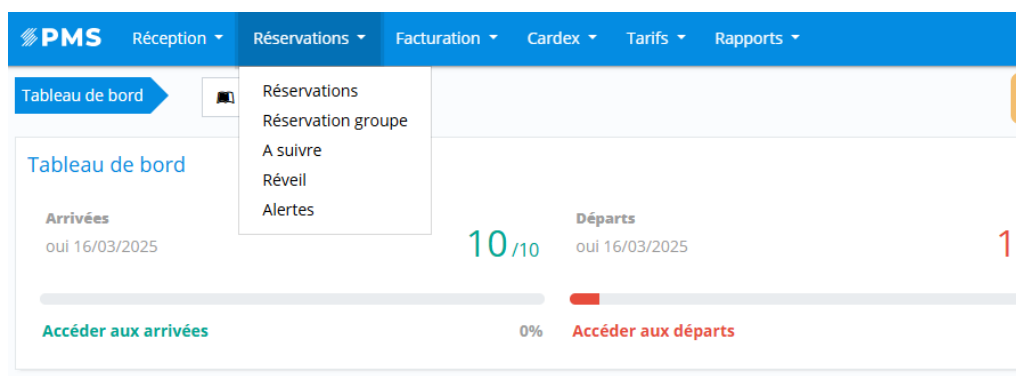 PMS Réception Réservations Facturation Cardex Tarifs Rapports
Tableau de bord
Réservations
Réservation groupe
A suivre
Réveil
Alertes
Tableau de bord
Arrivées
oui 16/03/2025
10/10
Départs
oui 16/03/2025
1
Accéder aux arrivées 0% Accéder aux départs